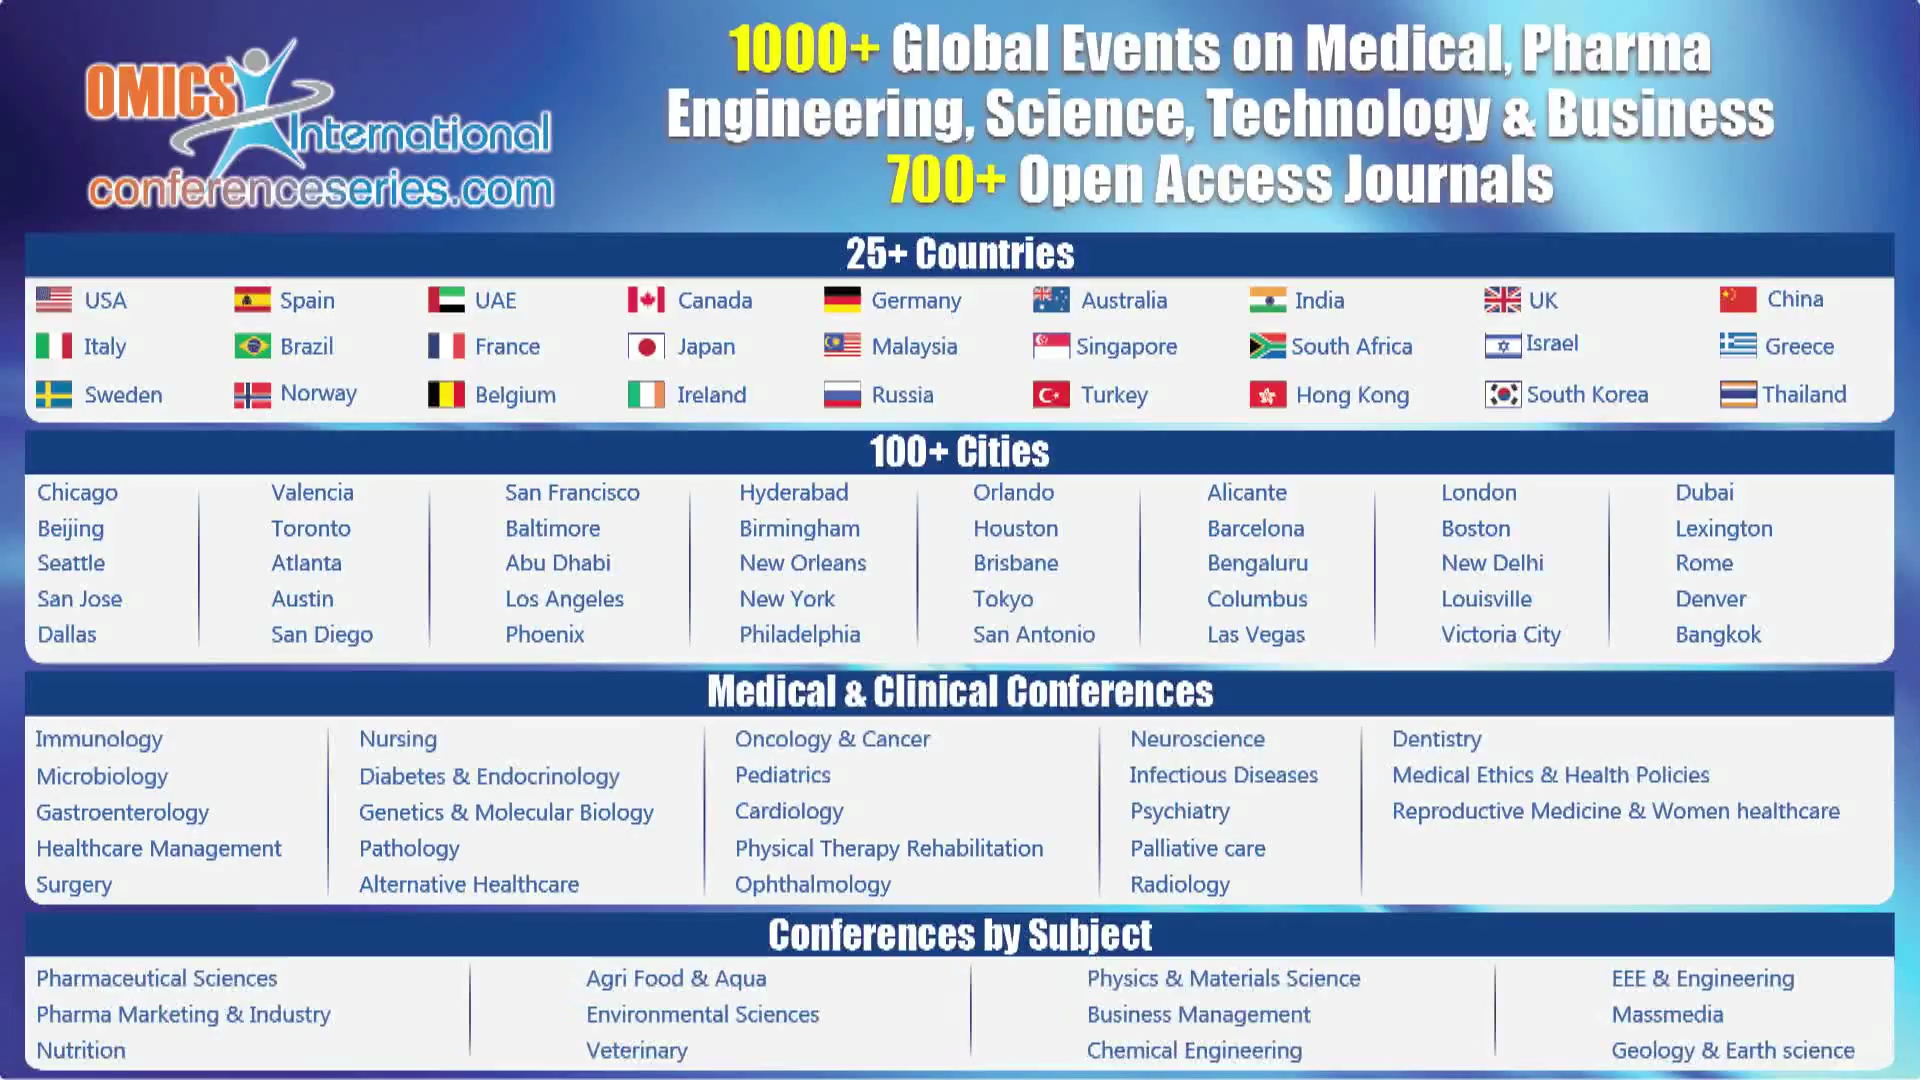 OMICS
International
conferenceseries.com
1000+ Global Events on Medical, Pharma
Engineering, Science, Technology & Business
700+ Open Access Journals
25+ Countries
USA Spain UAE Canada Germany Australia India UK China
Italy Brazil France Japan Malaysia Singapore South Africa Israel Greece
Sweden Norway Belgium Ireland Russia Turkey Hong Kong South Korea Thailand
100+ Cities
Chicago Valencia San Francisco Hyderabad Orlando Alicante London Dubai
Beijing Toronto Baltimore Birmingham Houston Barcelona Boston Lexington
Seattle Atlanta Abu Dhabi New Orleans Brisbane Bengaluru New Delhi Rome
San Jose Austin Los Angeles New York Tokyo Columbus Louisville Denver
Dallas San Diego Phoenix Philadelphia San Antonio Las Vegas Victoria City Bangkok
Medical & Clinical Conferences
Immunology Nursing Oncology & Cancer Neuroscience Dentistry
Microbiology Diabetes & Endocrinology Pediatrics Infectious Diseases Medical Ethics & Health Policies
Gastroenterology Genetics & Molecular Biology Cardiology Psychiatry Reproductive Medicine & Women healthcare
Healthcare Management Pathology Physical Therapy Rehabilitation Palliative care
Surgery Alternative Healthcare Ophthalmology Radiology
Conferences by Subject
Pharmaceutical Sciences Agri Food & Aqua Physics & Materials Science EEE & Engineering
Pharma Marketing & Industry Environmental Sciences Business Management Massmedia
Nutrition Veterinary Chemical Engineering Geology & Earth science